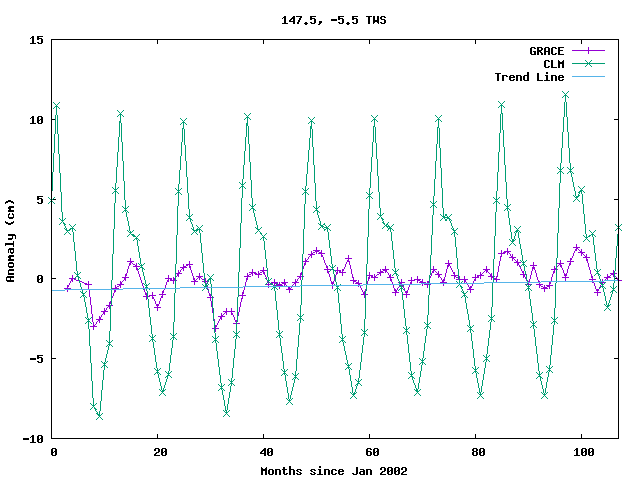 147.5, -5.5 TWS
GRACE
CLM
Trend Line
15
10
5
0
-5
-10
Anomaly (cm)
0 20 40 60 80 100
Months since Jan 2002